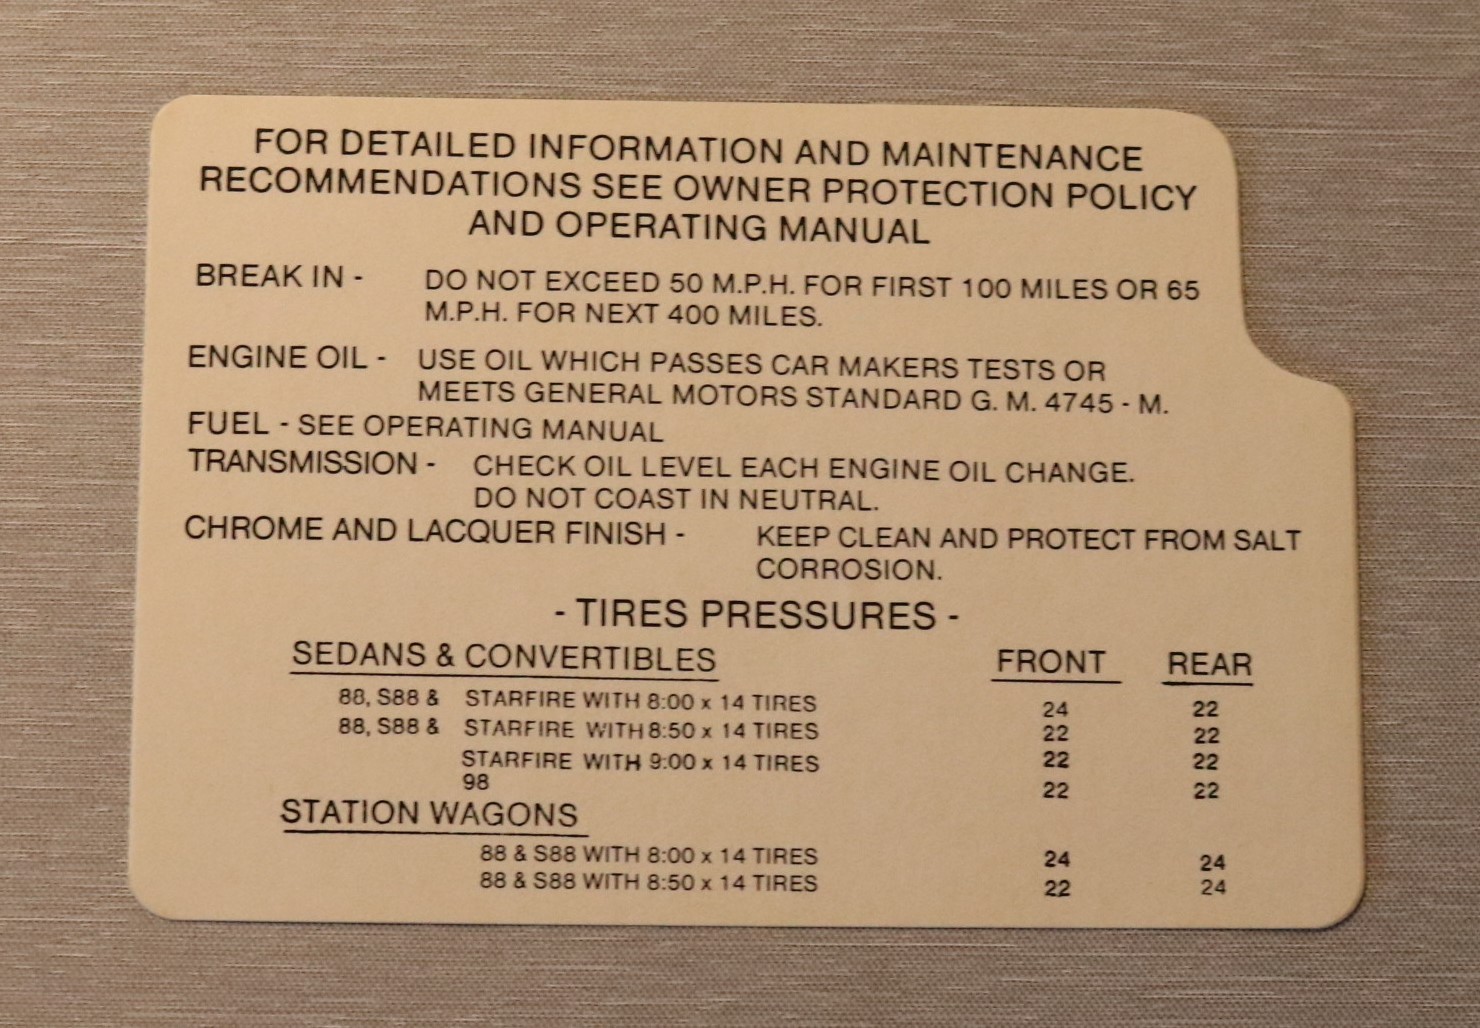 FOR DETAILED INFORMATION AND MAINTENANCE
RECOMMENDATIONS SEE OWNER PROTECTION POLICY
AND OPERATING MANUAL
BREAK IN - DO NOT EXCEED 50 M.P.H. FOR FIRST 100 MILES OR 65
M.P.H. FOR NEXT 400 MILES.
ENGINE OIL - USE OIL WHICH PASSES CAR MAKERS TESTS OR
MEETS GENERAL MOTORS STANDARD G. M. 4745 - M.
FUEL - SEE OPERATING MANUAL
TRANSMISSION - CHECK OIL LEVEL EACH ENGINE OIL CHANGE.
DO NOT COAST IN NEUTRAL.
CHROME AND LACQUER FINISH - KEEP CLEAN AND PROTECT FROM SALT
CORROSION.
- TIRES PRESSURES -
SEDANS & CONVERTIBLES FRONT REAR
88, S88 & STARFIRE WITH 8:00 x 14 TIRES 24 22
88, S88 & STARFIRE WITH 8:50 x 14 TIRES 22 22
STARFIRE WITH 9:00 x 14 TIRES 22 22
98 22 22
STATION WAGONS
88 & S88 WITH 8:00 x 14 TIRES 24 24
88 & S88 WITH 8:50 x 14 TIRES 22 24